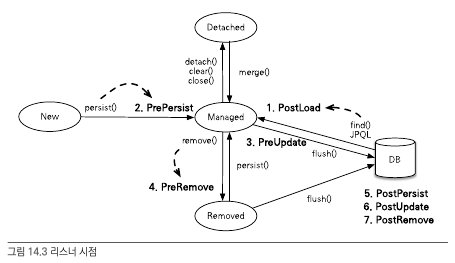 Detached
detach()
clear()
close()
merge()
persist()
2. PrePersist
1. PostLoad
New
Managed
find()
JPQL
3. PreUpdate
flush()
DB
remove()
persist()
4. PreRemove
flush()
5. PostPersist
6. PostUpdate
7. PostRemove
Removed
그림 14.3 리스너 시점